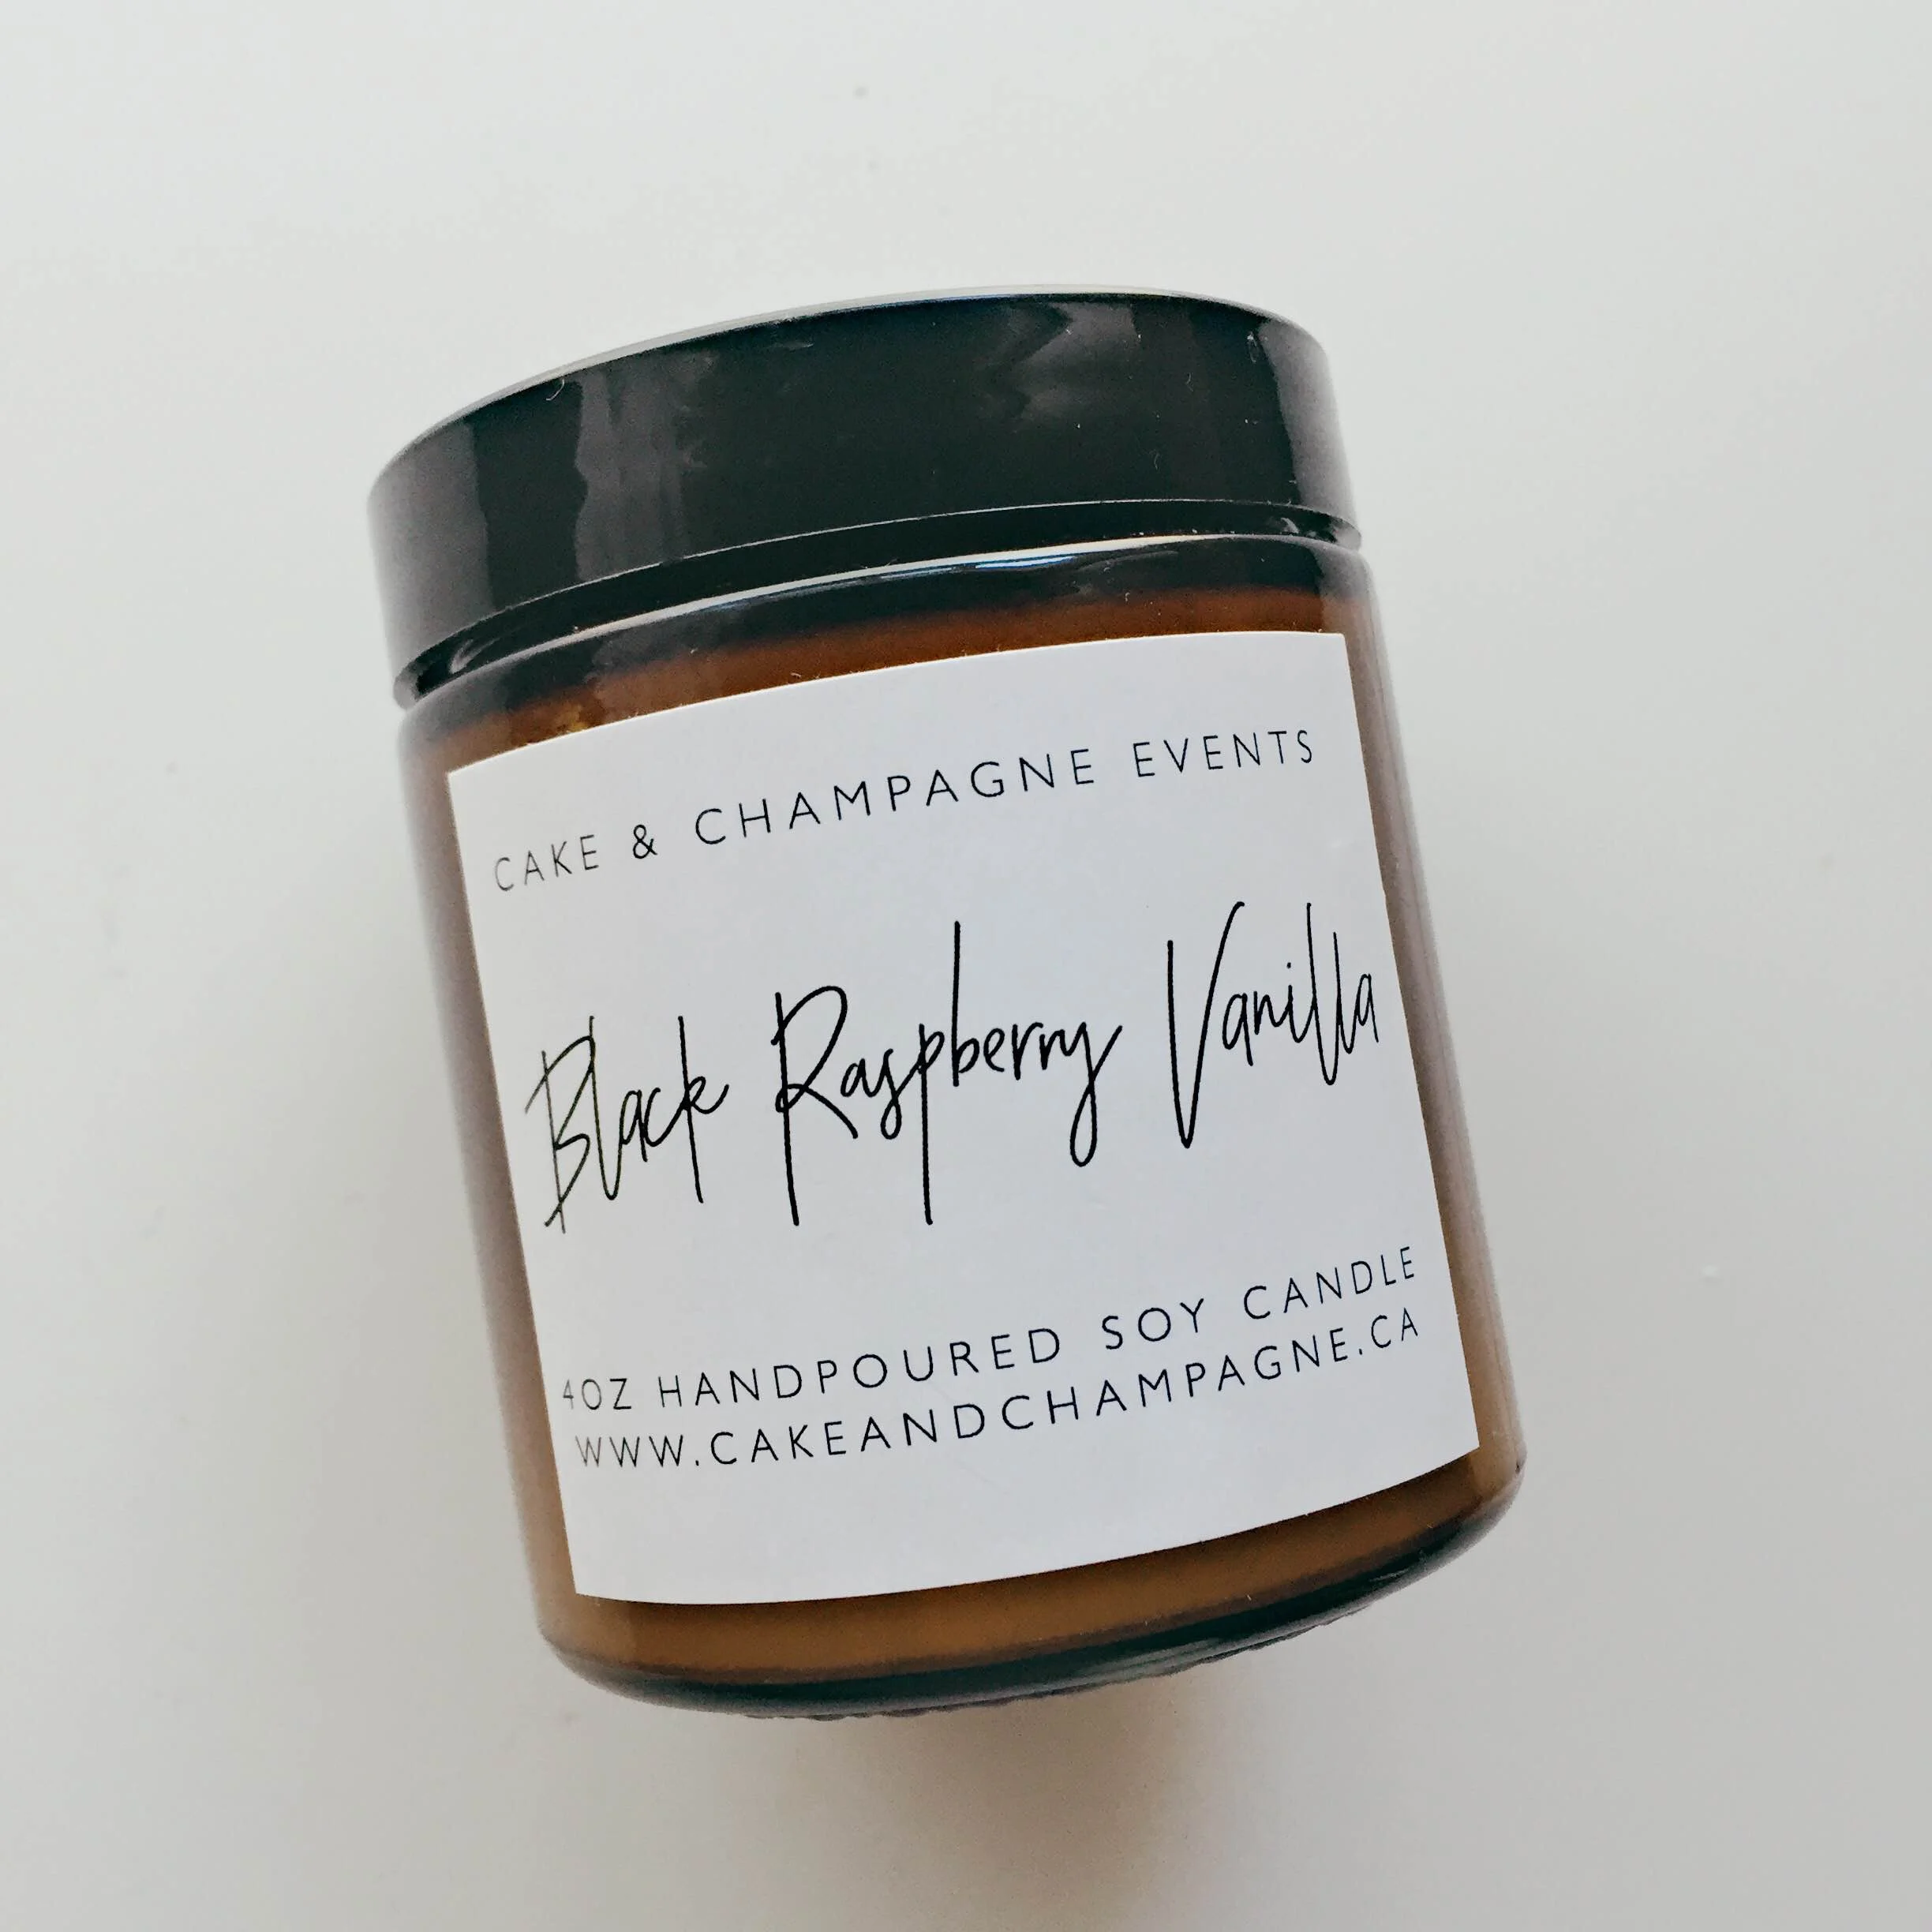 CAKE & CHAMPAGNE EVENTS
Black Raspberry Vanilla
4OZ HANDPOURED SOY CANDLE
WWW.CAKEANDCHAMPAGNE.CA